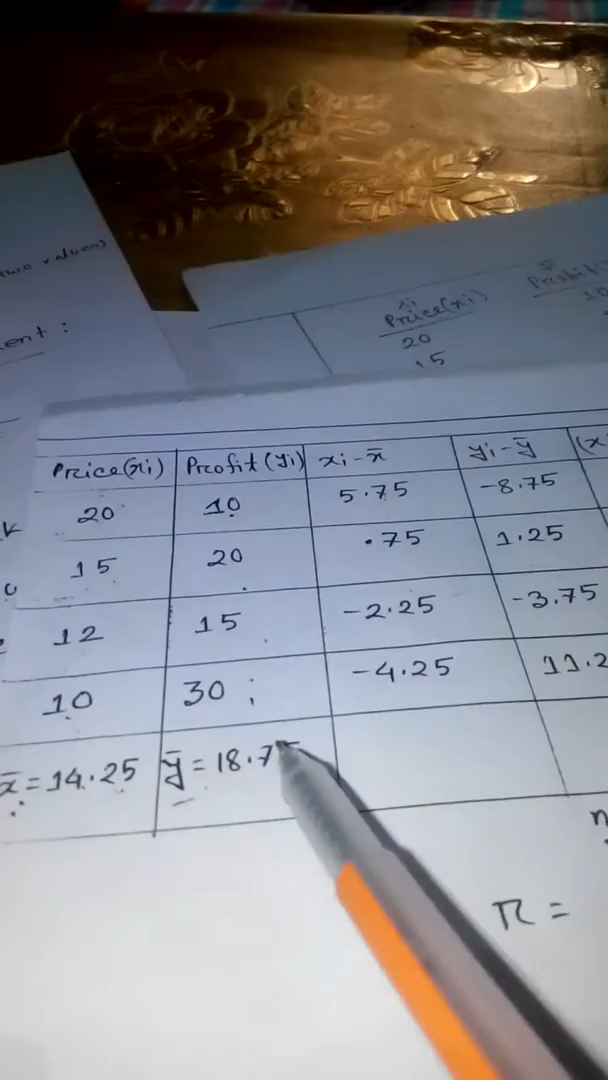 two values)
ent :
Price(xi)
20
15
Price(xi) Profit(yi) xi-x̄ yi-ȳ (x
20 10 5.75 -8.75
15 20 .75 1.25
12 15 -2.25 -3.75
10 30 ; -4.25 11.2
x̄ = 14.25 ȳ = 18.7
r =